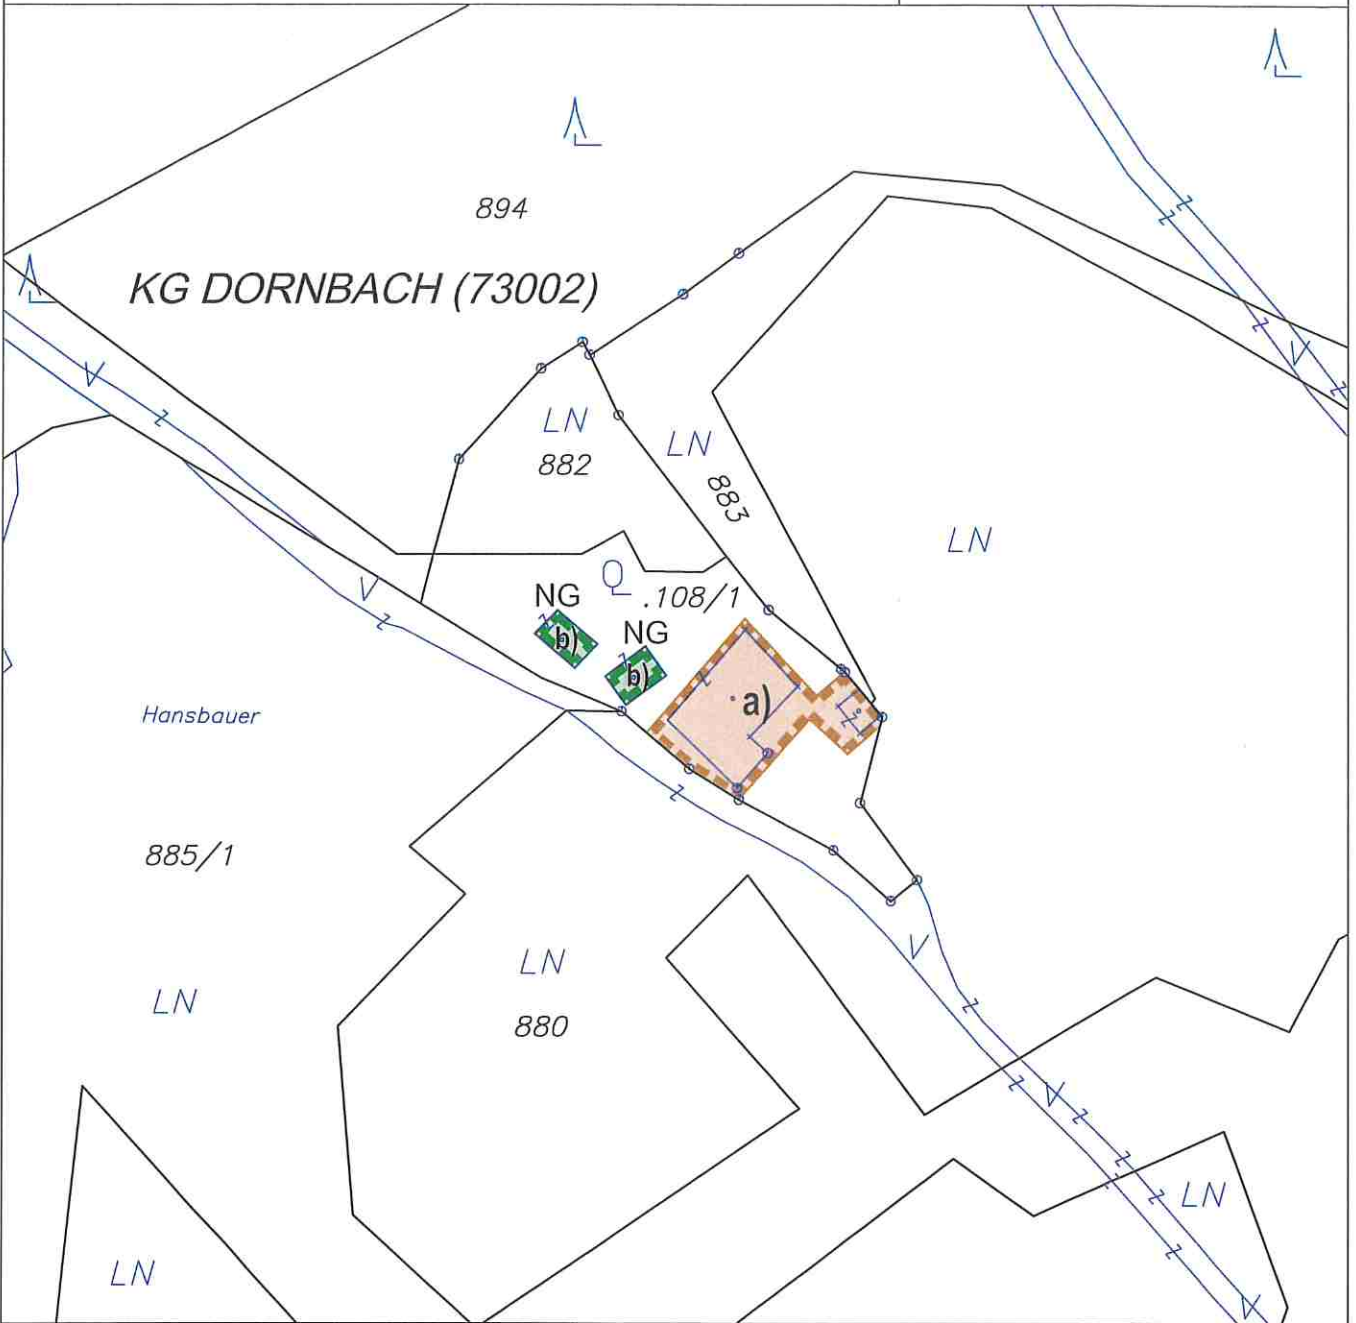 894
KG DORNBACH (73002)
V
V
LN
882
LN
883
LN
V
Q
.108/1
NG
b)
NG
b)
a)
Hansbauer
885/1
LN
LN
880
V
V
LN
LN
V